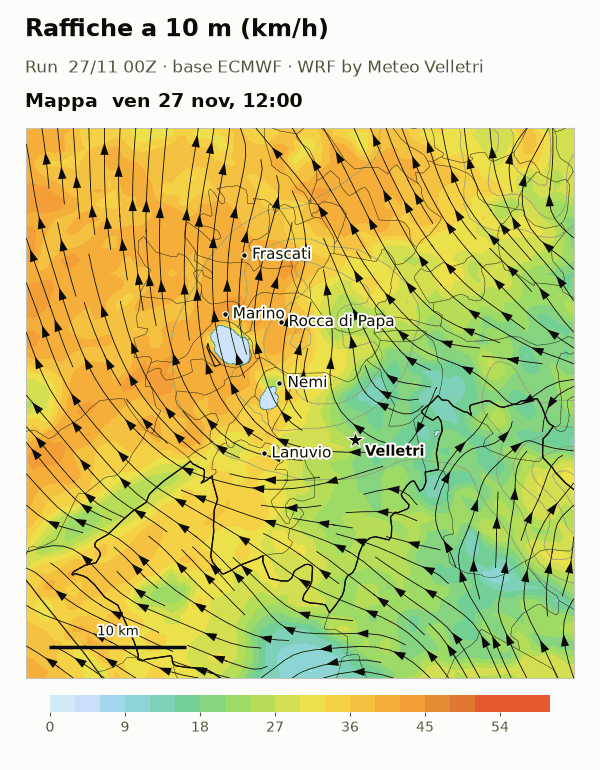 Raffiche a 10 m (km/h)
Run 27/11 00Z · base ECMWF · WRF by Meteo Velletri
Mappa ven 27 nov, 12:00
Frascati
Marino
Rocca di Papa
Nemi
Velletri
Lanuvio
10 km
0 9 18 27 36 45 54